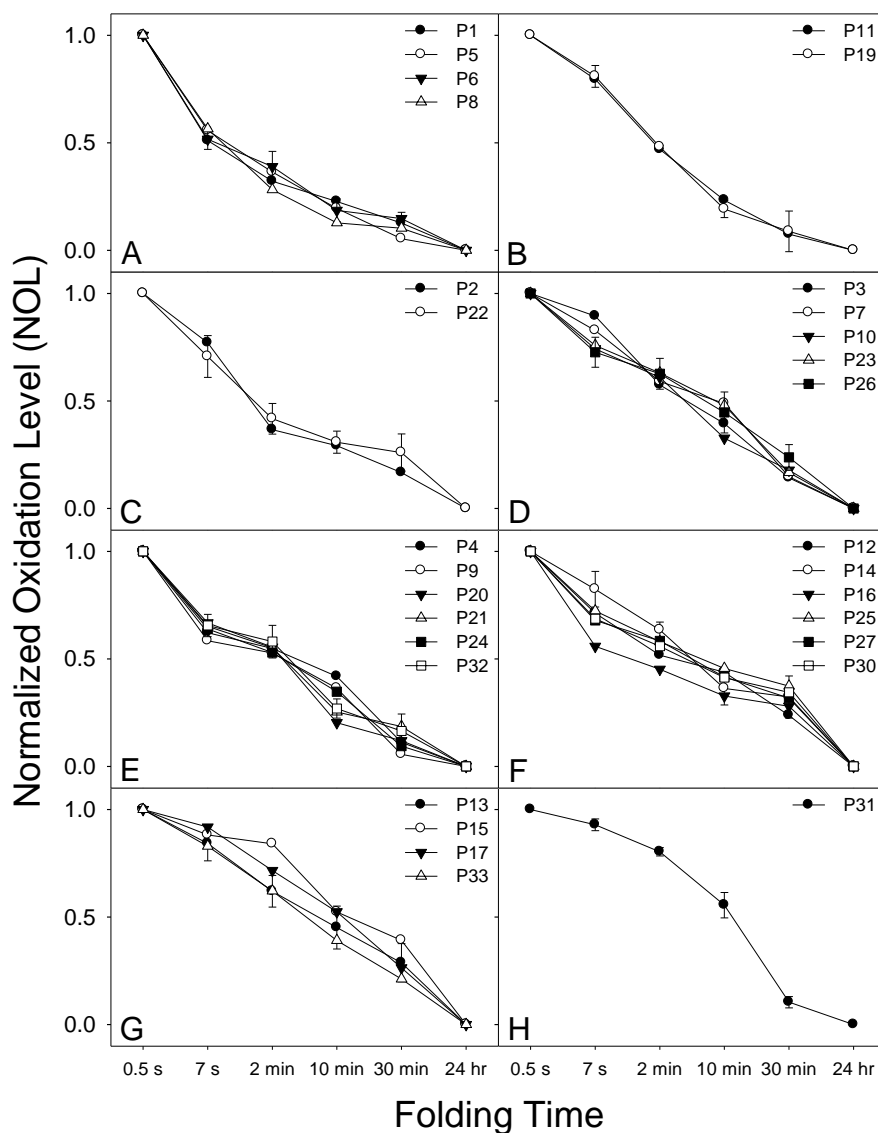 Normalized Oxidation Level (NOL)
1.0
0.5
0.0
P1
P5
P6
P8
A
P11
P19
B
1.0
0.5
0.0
P2
P22
C
P3
P7
P10
P23
P26
D
1.0
0.5
0.0
P4
P9
P20
P21
P24
P32
E
P12
P14
P16
P25
P27
P30
F
1.0
0.5
0.0
P13
P15
P17
P33
G
P31
H
0.5 s 7 s 2 min 10 min 30 min 24 hr 0.5 s 7 s 2 min 10 min 30 min 24 hr
Folding Time